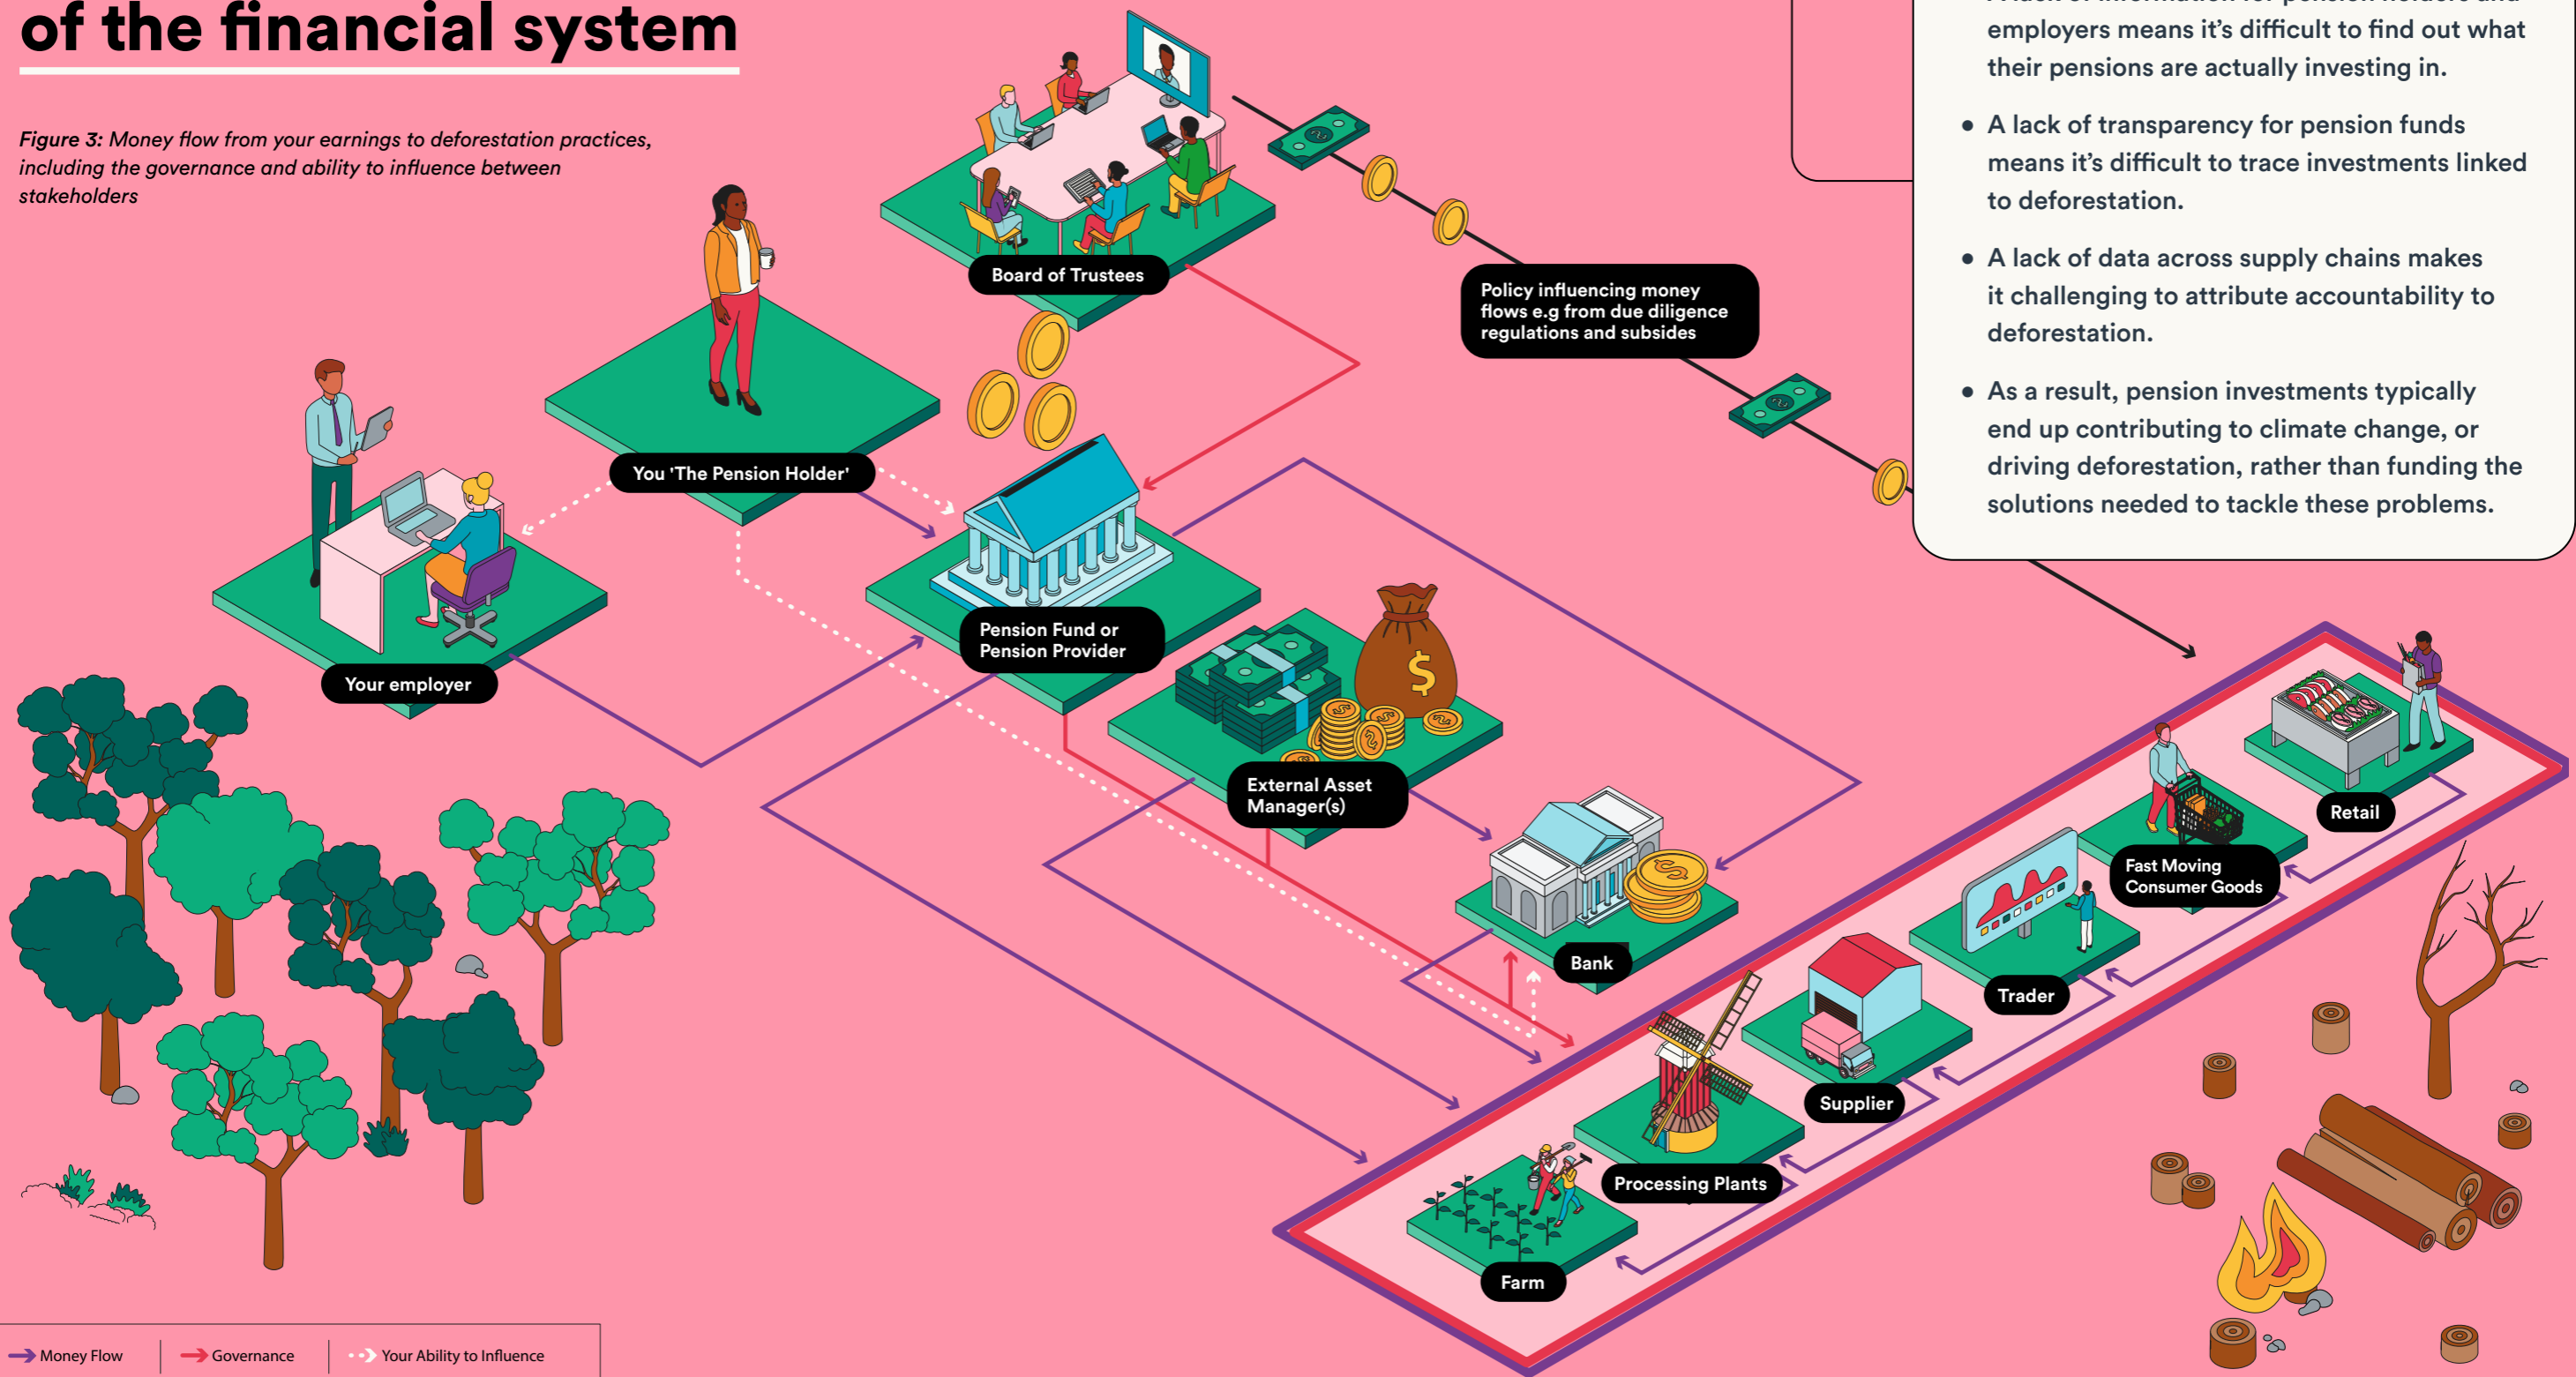 of the financial system
Figure 3: Money flow from your earnings to deforestation practices,
including the governance and ability to influence between
stakeholders
employers means it’s difficult to find out what
their pensions are actually investing in.
• A lack of transparency for pension funds
means it’s difficult to trace investments linked
to deforestation.
• A lack of data across supply chains makes
it challenging to attribute accountability to
deforestation.
• As a result, pension investments typically
end up contributing to climate change, or
driving deforestation, rather than funding the
solutions needed to tackle these problems.
Board of Trustees
Policy influencing money
flows e.g from due diligence
regulations and subsides
You 'The Pension Holder'
Your employer
Pension Fund or
Pension Provider
External Asset
Manager(s)
Bank
Retail
Fast Moving
Consumer Goods
Trader
Supplier
Processing Plants
Farm
Money Flow
Governance
Your Ability to Influence